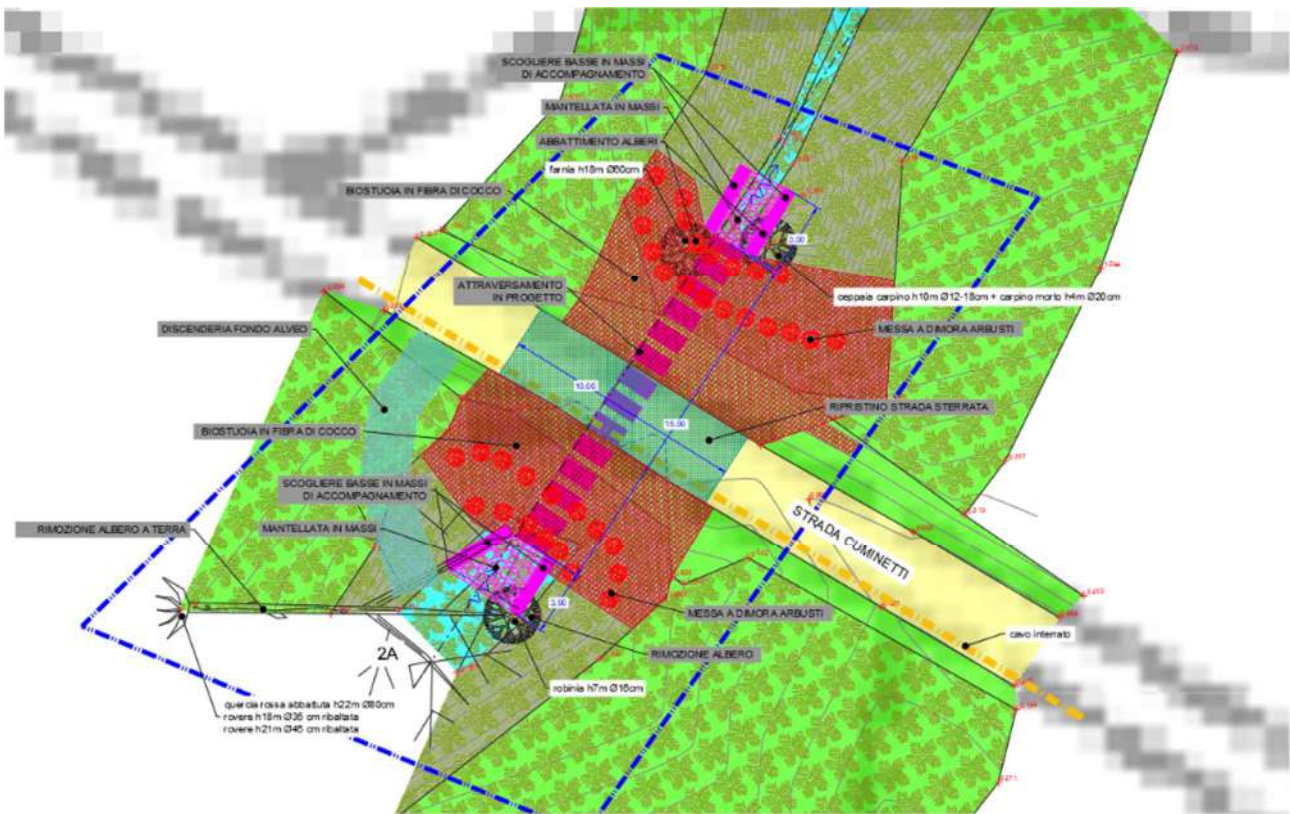 SCOGLIERE BASSE IN MASSI
DI ACCOMPAGNAMENTO
MANTELLATA IN MASSI
ABBATTIMENTO ALBERI
farnia h18m Ø60cm
BIOSTUOIA IN FIBRA DI COCCO
3.00
ATTRAVERSAMENTO
IN PROGETTO
ceppaia carpino h10m Ø12-18cm + carpino morto h4m Ø20cm
DISCENDERIA FONDO ALVEO
MESSA A DIMORA ARBUSTI
10.00
15.00
RIPRISTINO STRADA STERRATA
BIOSTUOIA IN FIBRA DI COCCO
SCOGLIERE BASSE IN MASSI
DI ACCOMPAGNAMENTO
STRADA CUMINETTI
RIMOZIONE ALBERO A TERRA
MANTELLATA IN MASSI
3.00
MESSA A DIMORA ARBUSTI
cavo interrato
2A
RIMOZIONE ALBERO
robinia h7m Ø16cm
quercia rossa abbattuta h22m Ø80cm
rovere h18m Ø35 cm ribaltata
rovere h21m Ø45 cm ribaltata